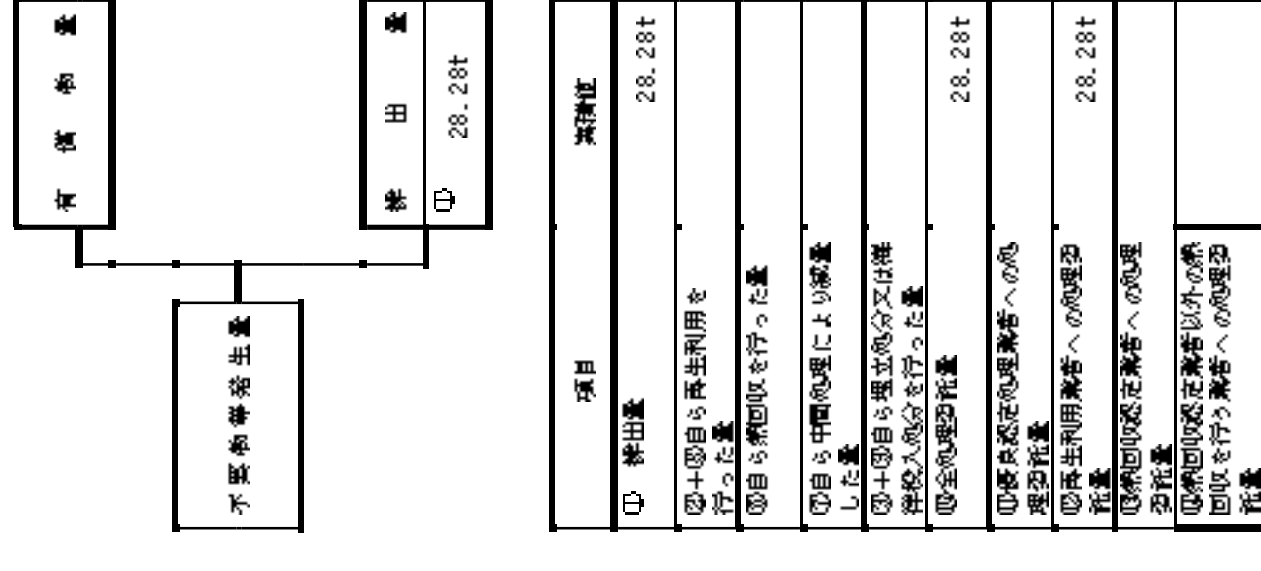 有償物量
不要物等発生量
排出量
① 28.28t
項目 実績値
① 排出量 28.28t
②+⑧自ら再生利用を
行った量
⑤自ら熱回収を行った量
⑦自ら中間処理により減量
した量
③+⑨自ら埋立処分又は海
洋投入処分を行った量
⑩全処理委託量 28.28t
⑪優良認定処理業者への処
理委託量
⑫再生利用業者への処理委
託量 28.28t
⑬熱回収認定業者への処理
委託量
⑭熱回収認定業者以外の熱
回収を行う業者への処理委
託量